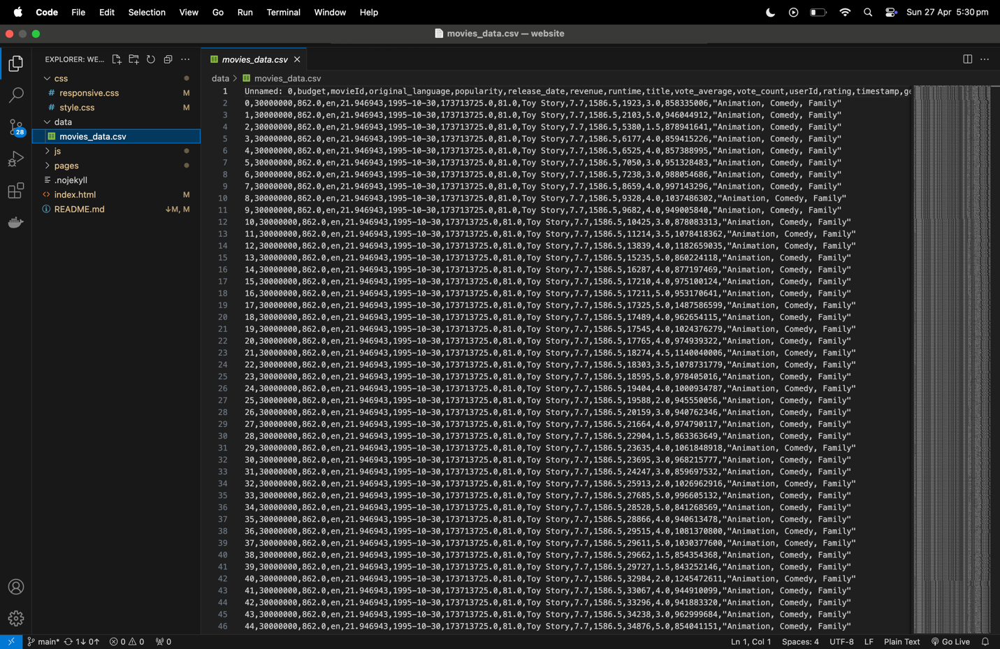 Code File Edit Selection View Go Run Terminal Window Help Sun 27 Apr 5:30 pm
movies_data.csv — website
EXPLORER: WE...
movies_data.csv
css
data > movies_data.csv
# responsive.css M
# style.css M
data
28
movies_data.csv
js
pages
.nojekyll
index.html M
README.md ↓M, M
1 Unnamed: 0,budget,movieId,original_language,popularity,release_date,revenue,runtime,title,vote_average,vote_count,userId,rating,timestamp,ge
2 0,30000000,862.0,en,21.946943,1995-10-30,173713725.0,81.0,Toy Story,7.7,1586.5,1923,3.0,858335006,"Animation, Comedy, Family"
3 1,30000000,862.0,en,21.946943,1995-10-30,173713725.0,81.0,Toy Story,7.7,1586.5,2103,5.0,946044912,"Animation, Comedy, Family"
4 2,30000000,862.0,en,21.946943,1995-10-30,173713725.0,81.0,Toy Story,7.7,1586.5,5380,1.5,878941641,"Animation, Comedy, Family"
5 3,30000000,862.0,en,21.946943,1995-10-30,173713725.0,81.0,Toy Story,7.7,1586.5,6177,4.0,859415226,"Animation, Comedy, Family"
6 4,30000000,862.0,en,21.946943,1995-10-30,173713725.0,81.0,Toy Story,7.7,1586.5,6525,4.0,857388995,"Animation, Comedy, Family"
7 5,30000000,862.0,en,21.946943,1995-10-30,173713725.0,81.0,Toy Story,7.7,1586.5,7050,3.0,951328483,"Animation, Comedy, Family"
8 6,30000000,862.0,en,21.946943,1995-10-30,173713725.0,81.0,Toy Story,7.7,1586.5,7238,3.0,988054686,"Animation, Comedy, Family"
9 7,30000000,862.0,en,21.946943,1995-10-30,173713725.0,81.0,Toy Story,7.7,1586.5,8659,4.0,997143296,"Animation, Comedy, Family"
10 8,30000000,862.0,en,21.946943,1995-10-30,173713725.0,81.0,Toy Story,7.7,1586.5,9328,4.0,1037486302,"Animation, Comedy, Family"
11 9,30000000,862.0,en,21.946943,1995-10-30,173713725.0,81.0,Toy Story,7.7,1586.5,9682,4.0,949005840,"Animation, Comedy, Family"
12 10,30000000,862.0,en,21.946943,1995-10-30,173713725.0,81.0,Toy Story,7.7,1586.5,10425,3.0,878083313,"Animation, Comedy, Family"
13 11,30000000,862.0,en,21.946943,1995-10-30,173713725.0,81.0,Toy Story,7.7,1586.5,11214,3.5,1078418362,"Animation, Comedy, Family"
14 12,30000000,862.0,en,21.946943,1995-10-30,173713725.0,81.0,Toy Story,7.7,1586.5,13839,4.0,1182659035,"Animation, Comedy, Family"
15 13,30000000,862.0,en,21.946943,1995-10-30,173713725.0,81.0,Toy Story,7.7,1586.5,15235,5.0,860224118,"Animation, Comedy, Family"
16 14,30000000,862.0,en,21.946943,1995-10-30,173713725.0,81.0,Toy Story,7.7,1586.5,16287,4.0,877197469,"Animation, Comedy, Family"
17 15,30000000,862.0,en,21.946943,1995-10-30,173713725.0,81.0,Toy Story,7.7,1586.5,17210,4.0,975100124,"Animation, Comedy, Family"
18 16,30000000,862.0,en,21.946943,1995-10-30,173713725.0,81.0,Toy Story,7.7,1586.5,17211,5.0,953170641,"Animation, Comedy, Family"
19 17,30000000,862.0,en,21.946943,1995-10-30,173713725.0,81.0,Toy Story,7.7,1586.5,17325,5.0,1487586599,"Animation, Comedy, Family"
20 18,30000000,862.0,en,21.946943,1995-10-30,173713725.0,81.0,Toy Story,7.7,1586.5,17489,4.0,962654115,"Animation, Comedy, Family"
21 19,30000000,862.0,en,21.946943,1995-10-30,173713725.0,81.0,Toy Story,7.7,1586.5,17545,4.0,1024376279,"Animation, Comedy, Family"
22 20,30000000,862.0,en,21.946943,1995-10-30,173713725.0,81.0,Toy Story,7.7,1586.5,17765,4.0,974939322,"Animation, Comedy, Family"
23 21,30000000,862.0,en,21.946943,1995-10-30,173713725.0,81.0,Toy Story,7.7,1586.5,18274,4.5,1140040006,"Animation, Comedy, Family"
24 22,30000000,862.0,en,21.946943,1995-10-30,173713725.0,81.0,Toy Story,7.7,1586.5,18303,3.5,1078731779,"Animation, Comedy, Family"
25 23,30000000,862.0,en,21.946943,1995-10-30,173713725.0,81.0,Toy Story,7.7,1586.5,18595,5.0,978405016,"Animation, Comedy, Family"
26 24,30000000,862.0,en,21.946943,1995-10-30,173713725.0,81.0,Toy Story,7.7,1586.5,19404,4.0,1000934787,"Animation, Comedy, Family"
27 25,30000000,862.0,en,21.946943,1995-10-30,173713725.0,81.0,Toy Story,7.7,1586.5,19588,2.0,945550056,"Animation, Comedy, Family"
28 26,30000000,862.0,en,21.946943,1995-10-30,173713725.0,81.0,Toy Story,7.7,1586.5,20159,3.0,940762346,"Animation, Comedy, Family"
29 27,30000000,862.0,en,21.946943,1995-10-30,173713725.0,81.0,Toy Story,7.7,1586.5,21664,4.0,974790117,"Animation, Comedy, Family"
30 28,30000000,862.0,en,21.946943,1995-10-30,173713725.0,81.0,Toy Story,7.7,1586.5,22904,1.5,863363649,"Animation, Comedy, Family"
31 29,30000000,862.0,en,21.946943,1995-10-30,173713725.0,81.0,Toy Story,7.7,1586.5,23635,4.0,1061848918,"Animation, Comedy, Family"
32 30,30000000,862.0,en,21.946943,1995-10-30,173713725.0,81.0,Toy Story,7.7,1586.5,23695,3.0,968215777,"Animation, Comedy, Family"
33 31,30000000,862.0,en,21.946943,1995-10-30,173713725.0,81.0,Toy Story,7.7,1586.5,24247,3.0,859697532,"Animation, Comedy, Family"
34 32,30000000,862.0,en,21.946943,1995-10-30,173713725.0,81.0,Toy Story,7.7,1586.5,25913,2.0,1026962916,"Animation, Comedy, Family"
35 33,30000000,862.0,en,21.946943,1995-10-30,173713725.0,81.0,Toy Story,7.7,1586.5,27685,5.0,996605132,"Animation, Comedy, Family"
36 34,30000000,862.0,en,21.946943,1995-10-30,173713725.0,81.0,Toy Story,7.7,1586.5,28528,5.0,841268569,"Animation, Comedy, Family"
37 35,30000000,862.0,en,21.946943,1995-10-30,173713725.0,81.0,Toy Story,7.7,1586.5,28866,4.0,940613478,"Animation, Comedy, Family"
38 36,30000000,862.0,en,21.946943,1995-10-30,173713725.0,81.0,Toy Story,7.7,1586.5,29515,4.0,1081370800,"Animation, Comedy, Family"
39 37,30000000,862.0,en,21.946943,1995-10-30,173713725.0,81.0,Toy Story,7.7,1586.5,29611,5.0,1030377600,"Animation, Comedy, Family"
40 38,30000000,862.0,en,21.946943,1995-10-30,173713725.0,81.0,Toy Story,7.7,1586.5,29662,1.5,854354368,"Animation, Comedy, Family"
41 39,30000000,862.0,en,21.946943,1995-10-30,173713725.0,81.0,Toy Story,7.7,1586.5,29727,1.5,843252146,"Animation, Comedy, Family"
42 40,30000000,862.0,en,21.946943,1995-10-30,173713725.0,81.0,Toy Story,7.7,1586.5,32984,2.0,1245472611,"Animation, Comedy, Family"
43 41,30000000,862.0,en,21.946943,1995-10-30,173713725.0,81.0,Toy Story,7.7,1586.5,33067,4.0,944910099,"Animation, Comedy, Family"
44 42,30000000,862.0,en,21.946943,1995-10-30,173713725.0,81.0,Toy Story,7.7,1586.5,33296,4.0,941883320,"Animation, Comedy, Family"
45 43,30000000,862.0,en,21.946943,1995-10-30,173713725.0,81.0,Toy Story,7.7,1586.5,34238,3.0,962999684,"Animation, Comedy, Family"
46 44,30000000,862.0,en,21.946943,1995-10-30,173713725.0,81.0,Toy Story,7.7,1586.5,34876,5.0,854041151,"Animation, Comedy, Family"
main* 1↓ 0↑ 0 0 0 Ln 1, Col 1 Spaces: 4 UTF-8 LF Plain Text Go Live